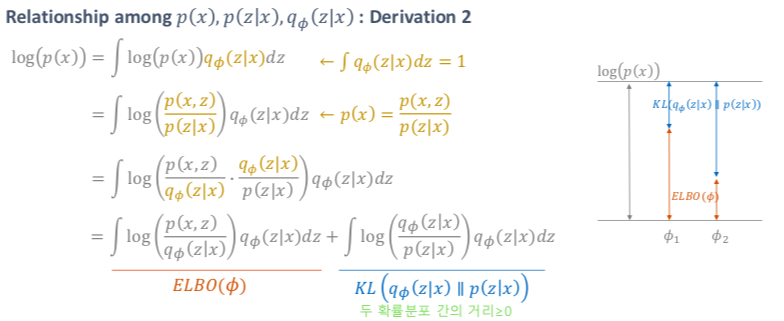 Relationship among p(x), p(z|x), q_ϕ(z|x) : Derivation 2
log(p(x)) = ∫ log(p(x)) q_ϕ(z|x)dz ← ∫ q_ϕ(z|x)dz = 1
= ∫ log(p(x,z)/p(z|x)) q_ϕ(z|x)dz ← p(x) = p(x,z)/p(z|x)
= ∫ log(p(x,z)/q_ϕ(z|x) · q_ϕ(z|x)/p(z|x)) q_ϕ(z|x)dz
= ∫ log(p(x,z)/q_ϕ(z|x)) q_ϕ(z|x)dz + ∫ log(q_ϕ(z|x)/p(z|x)) q_ϕ(z|x)dz
ELBO(ϕ) KL(q_ϕ(z|x) ∥ p(z|x))
두 확률분포 간의 거리≥0
log(p(x))
KL(q_ϕ(z|x) ∥ p(z|x))
ELBO(ϕ)
ϕ₁ ϕ₂